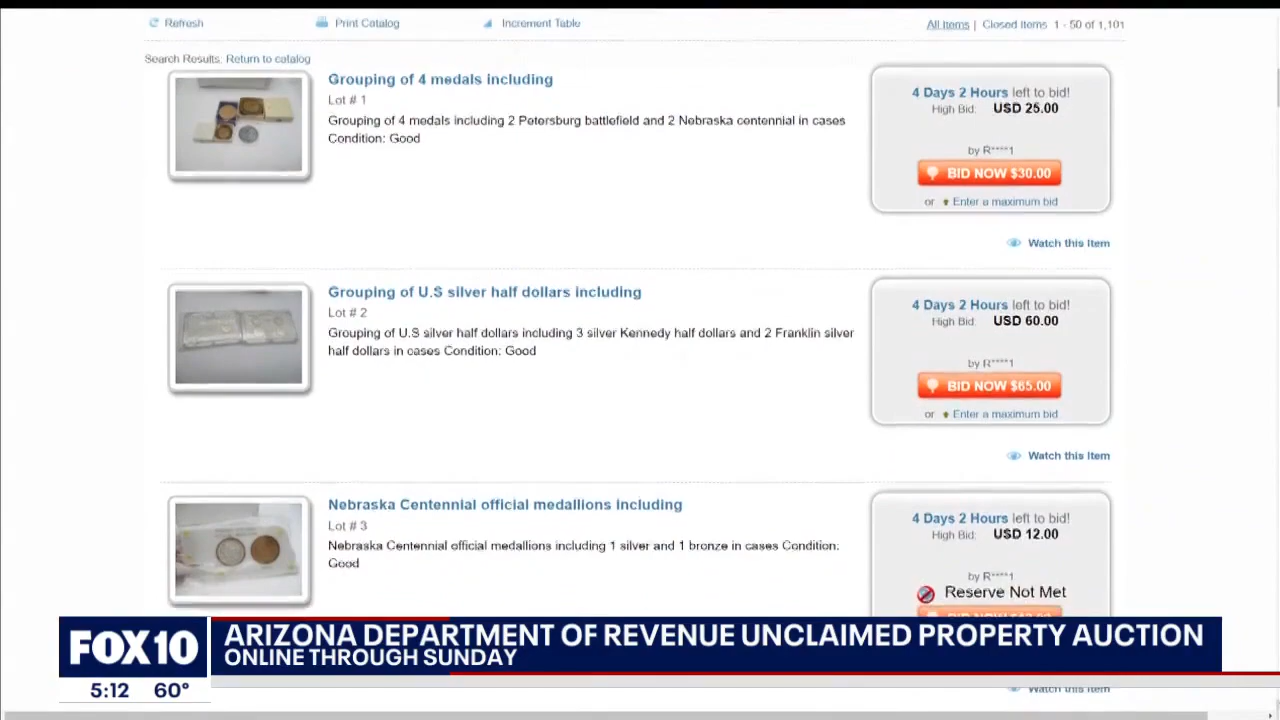 Refresh
Print Catalog
Increment Table
All Items | Closed Items 1 - 50 of 1,101
Search Results: Return to catalog
Grouping of 4 medals including
Lot # 1
Grouping of 4 medals including 2 Petersburg battlefield and 2 Nebraska centennial in cases
Condition: Good
4 Days 2 Hours left to bid!
High Bid: USD 25.00
by R****1
BID NOW $30.00
or Enter a maximum bid
Watch this Item
Grouping of U.S silver half dollars including
Lot # 2
Grouping of U.S silver half dollars including 3 silver Kennedy half dollars and 2 Franklin silver
half dollars in cases Condition: Good
4 Days 2 Hours left to bid!
High Bid: USD 60.00
by R****1
BID NOW $65.00
or Enter a maximum bid
Watch this Item
Nebraska Centennial official medallions including
Lot # 3
Nebraska Centennial official medallions including 1 silver and 1 bronze in cases Condition:
Good
4 Days 2 Hours left to bid!
High Bid: USD 12.00
by R****1
Reserve Not Met
FOX10
ARIZONA DEPARTMENT OF REVENUE UNCLAIMED PROPERTY AUCTION
ONLINE THROUGH SUNDAY
5:12 60°
Watch this Item